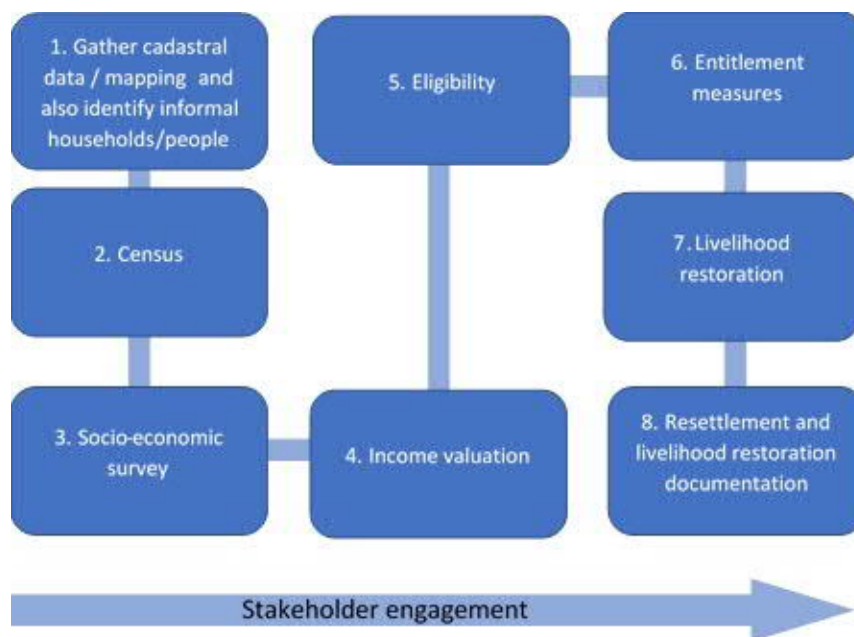 1. Gather cadastral
data / mapping and
also identify informal
households/people
2. Census
3. Socio-economic
survey
4. Income valuation
5. Eligibility
6. Entitlement
measures
7. Livelihood
restoration
8. Resettlement and
livelihood restoration
documentation
Stakeholder engagement